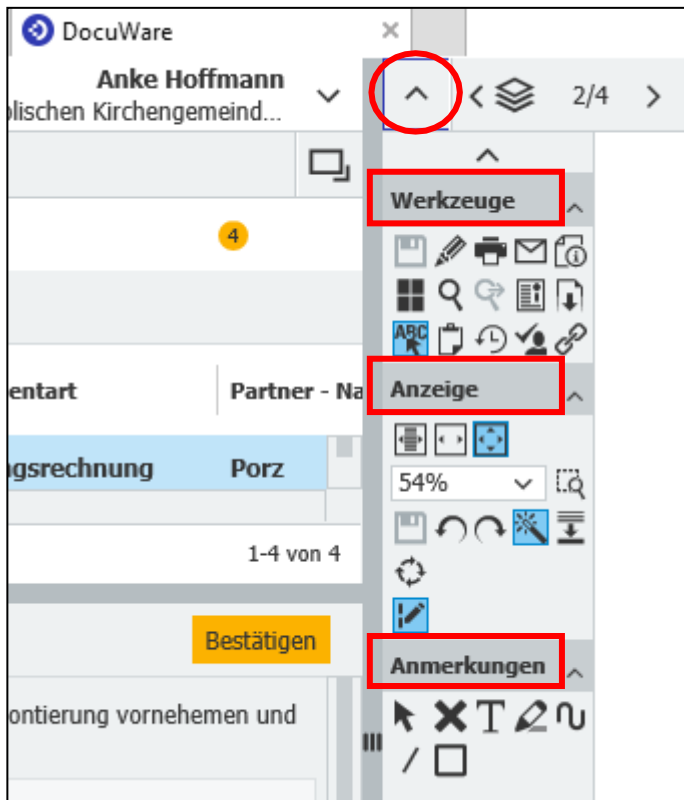 DocuWare
Anke Hoffmann
olischen Kirchengemeind...
2/4
Werkzeuge
4
ABC
entart
Partner - Na
Anzeige
gsrechnung
Porz
54%
1-4 von 4
Bestätigen
Anmerkungen
ontierung vornehemen und
T